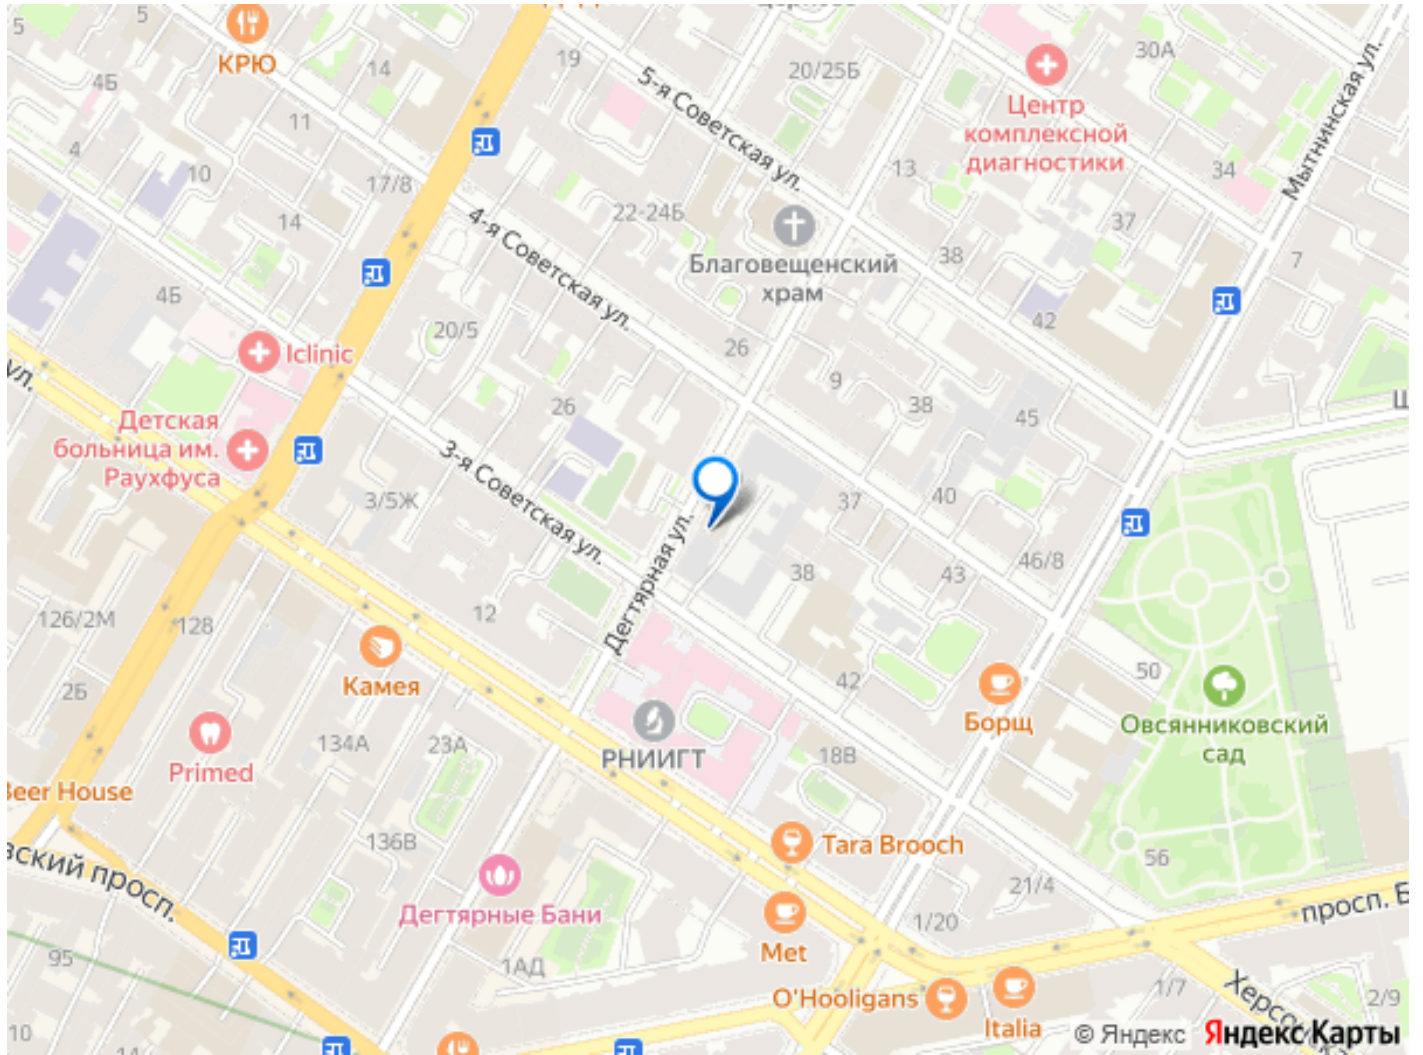 5
КРЮ
4Б
14
19
11
4
10
17/8
14
5-я Советская ул.
20/25Б
30А
Центр
комплексной
диагностики
Мытнинская ул.
13
34
37
22-24Б
4-я Советская ул.
Благовещенский
храм
38
7
42
4Б
20/5
26
Iclinic
ул.
9
38
45
26
Детская
больница им.
Раухфуса
3-я Советская ул.
3/5Ж
37
40
Дегтярная ул.
38
43
46/8
126/2М
128
12
Камея
2Б
42
50
Борщ
Овсянниковский
сад
134А
23А
РНИИГТ
18В
Primed
Beer House
136В
Tara Brooch
56
21/4
Дегтярные Бани
Met
1/20
просп. Б
95
1АД
O'Hooligans
Italia
1/7
2/9
10
14
© Яндекс
Яндекс Карты